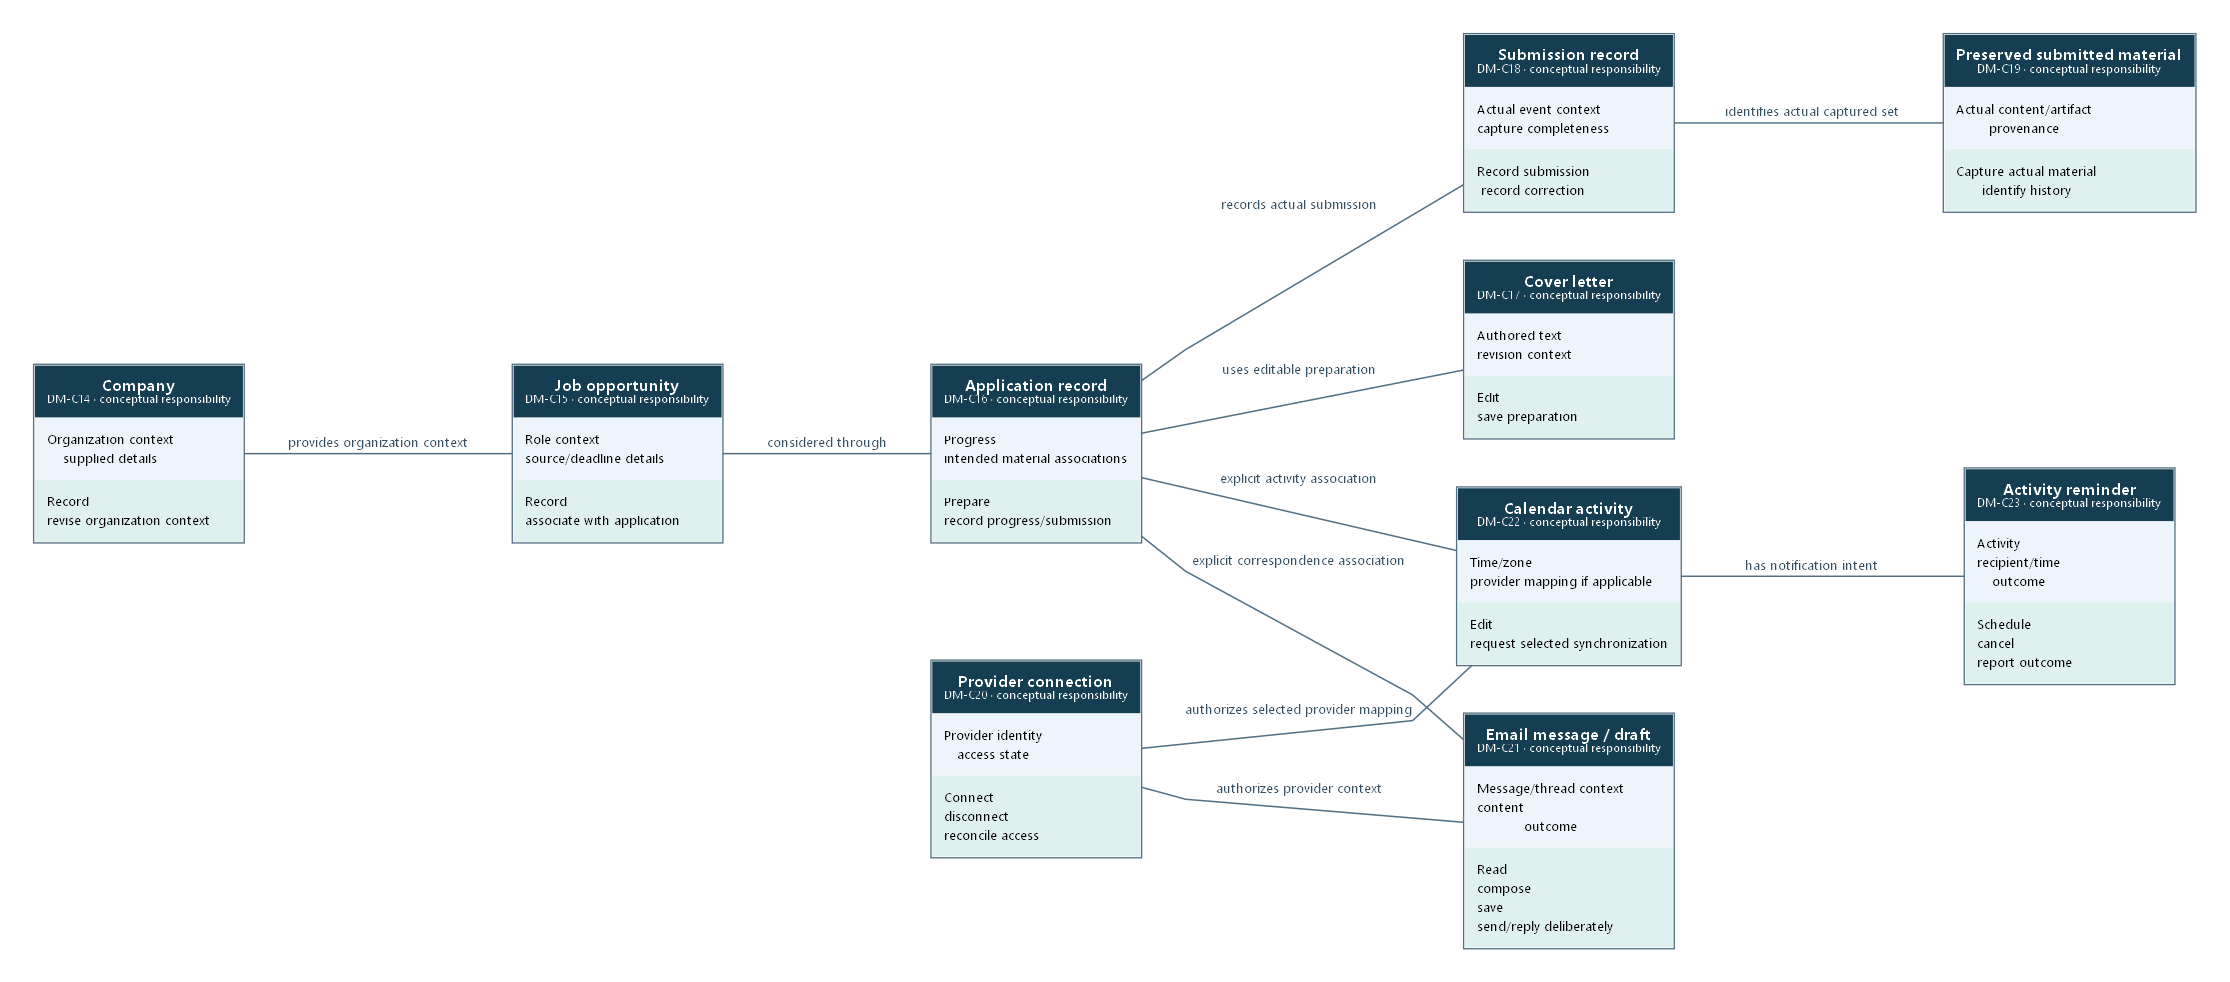 Submission record
DM-C18 · conceptual responsibility
Actual event context
capture completeness
Record submission
record correction
identifies actual captured set
Preserved submitted material
DM-C19 · conceptual responsibility
Actual content/artifact
provenance
Capture actual material
identify history
records actual submission
Cover letter
DM-C17 · conceptual responsibility
Authored text
revision context
Edit
save preparation
uses editable preparation
Company
DM-C14 · conceptual responsibility
Organization context
supplied details
Record
revise organization context
provides organization context
Job opportunity
DM-C15 · conceptual responsibility
Role context
source/deadline details
Record
associate with application
considered through
Application record
DM-C16 · conceptual responsibility
Progress
intended material associations
Prepare
record progress/submission
explicit activity association
explicit correspondence association
Calendar activity
DM-C22 · conceptual responsibility
Time/zone
provider mapping if applicable
Edit
request selected synchronization
has notification intent
Activity reminder
DM-C23 · conceptual responsibility
Activity
recipient/time
outcome
Schedule
cancel
report outcome
Provider connection
DM-C20 · conceptual responsibility
Provider identity
access state
Connect
disconnect
reconcile access
authorizes selected provider mapping
authorizes provider context
Email message / draft
DM-C21 · conceptual responsibility
Message/thread context
content
outcome
Read
compose
save
send/reply deliberately